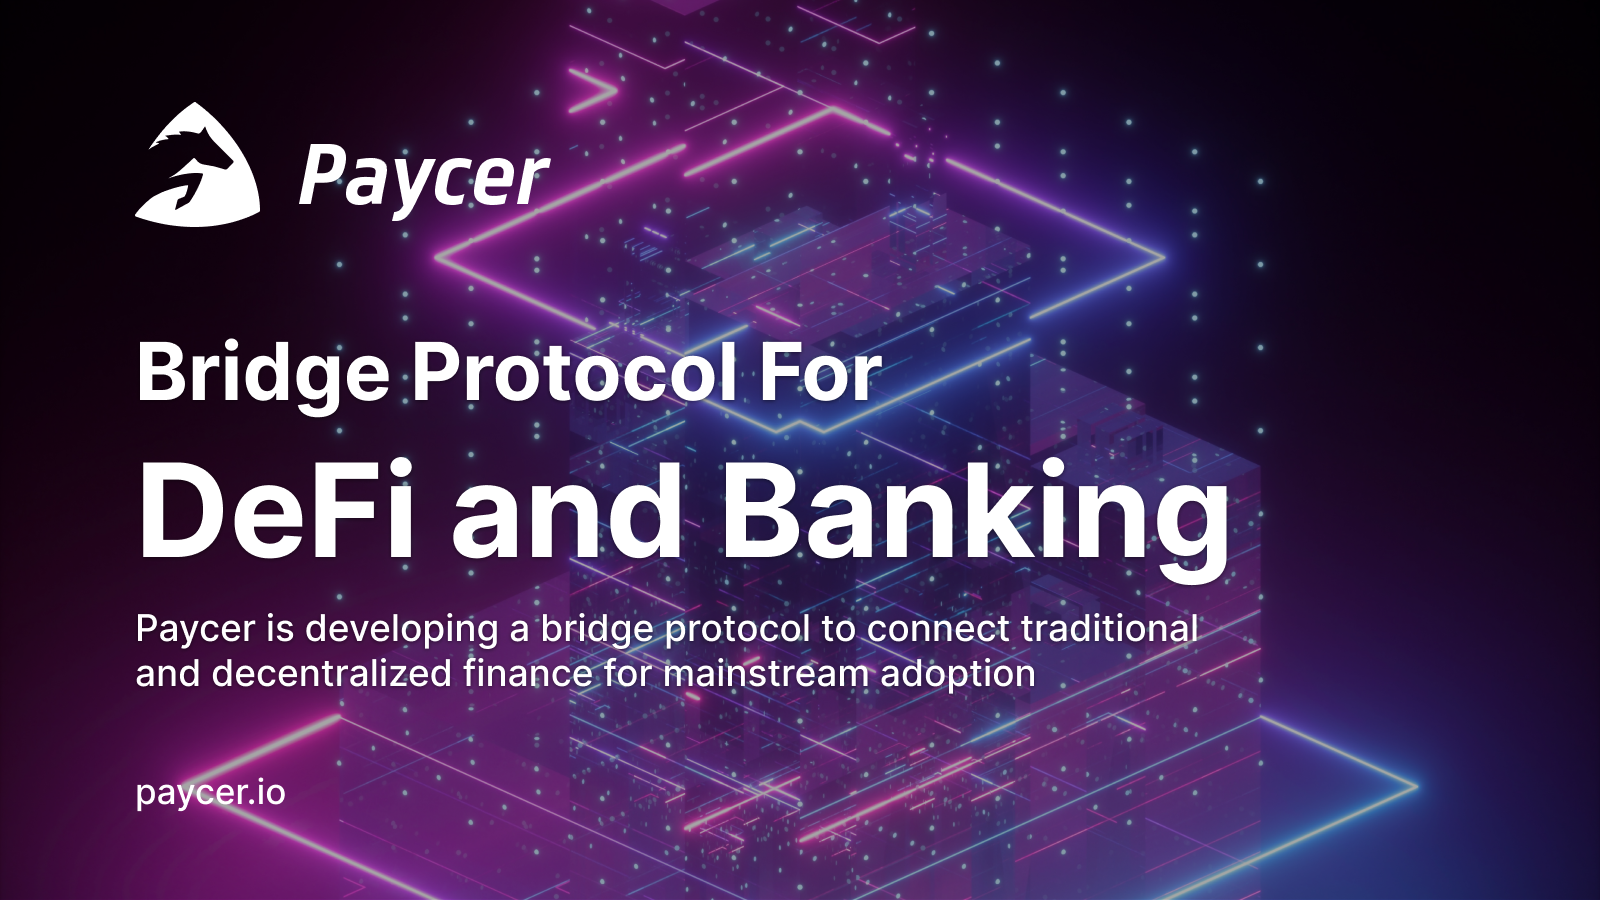 Paycer
Bridge Protocol For
DeFi and Banking
Paycer is developing a bridge protocol to connect traditional
and decentralized finance for mainstream adoption
paycer.io